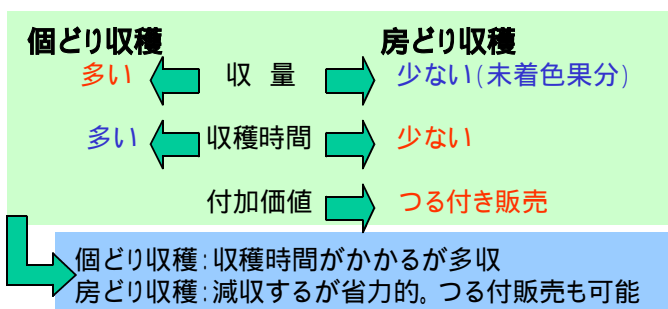 個どり収穫 房どり収穫
多い 収 量 少ない(未着色果分)
多い 収穫時間 少ない
付加価値 つる付き販売
個どり収穫:収穫時間がかかるが多収
房どり収穫:減収するが省力的。つる付販売も可能